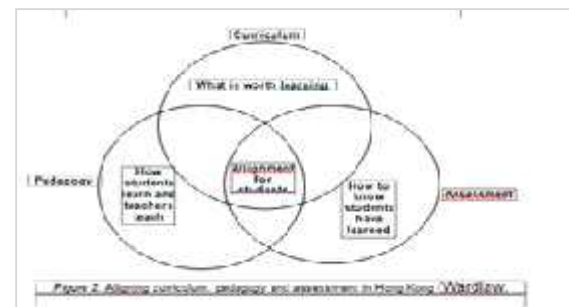 Curriculum
What is worth learning
Pedagogy
How
students
learn and
teachers
teach
Alignment
for
students
How to
know
students
have
learned
Assessment
Figure 2. Aligning curriculum, pedagogy and assessment in Hong Kong (Wardlaw,